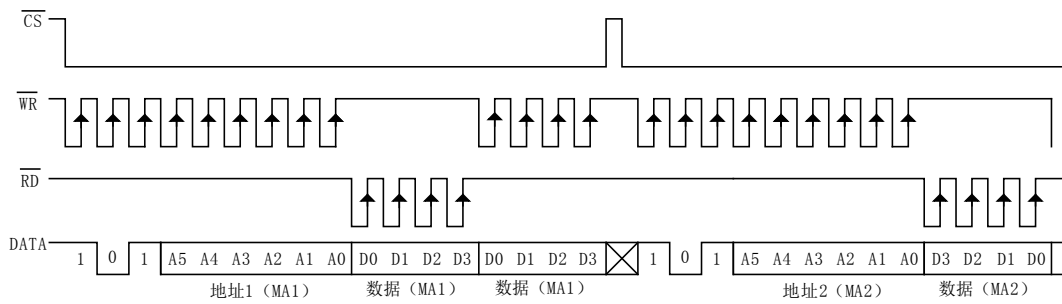 CS
WR
RD
DATA 1 0 1 A5 A4 A3 A2 A1 A0 D0 D1 D2 D3 D0 D1 D2 D3 1 0 1 A5 A4 A3 A2 A1 A0 D3 D2 D1 D0
地址1（MA1） 数据（MA1） 数据（MA1） 地址2（MA2） 数据（MA2）